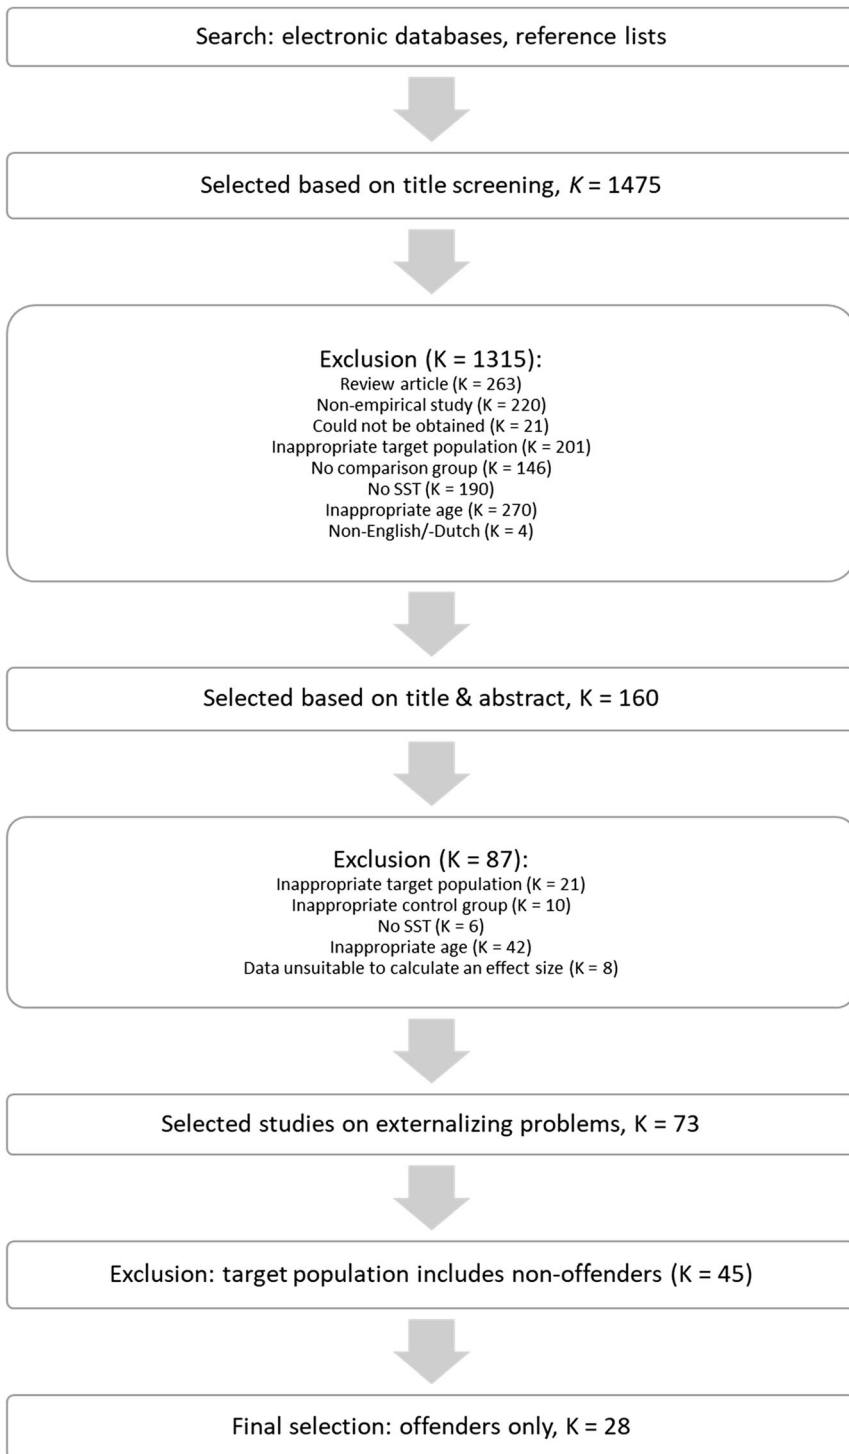 Search: electronic databases, reference lists
Selected based on title screening, K = 1475
Exclusion (K = 1315):
Review article (K = 263)
Non-empirical study (K = 220)
Could not be obtained (K = 21)
Inappropriate target population (K = 201)
No comparison group (K = 146)
No SST (K = 190)
Inappropriate age (K = 270)
Non-English/-Dutch (K = 4)
Selected based on title & abstract, K = 160
Exclusion (K = 87):
Inappropriate target population (K = 21)
Inappropriate control group (K = 10)
No SST (K = 6)
Inappropriate age (K = 42)
Data unsuitable to calculate an effect size (K = 8)
Selected studies on externalizing problems, K = 73
Exclusion: target population includes non-offenders (K = 45)
Final selection: offenders only, K = 28